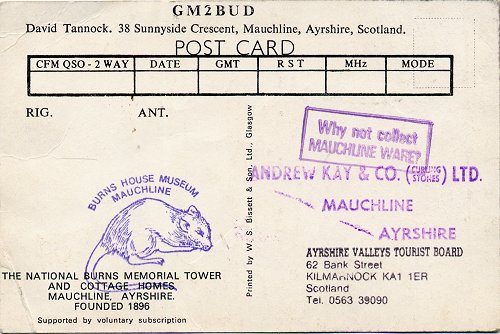 GM2BUD
David Tannock. 38 Sunnyside Crescent, Mauchline, Ayrshire, Scotland.
POST CARD
CFM QSO - 2 WAY DATE GMT R S T MHz MODE
RIG. ANT.
Printed by W. S. Bissett & Son, Ltd., Glasgow
Why not collect
MAUCHLINE WARE?
ANDREW KAY & CO. (CURLING STONES) LTD.
MAUCHLINE
AYRSHIRE
BURNS HOUSE MUSEUM
MAUCHLINE
THE NATIONAL BURNS MEMORIAL TOWER
AND COTTAGE HOMES,
MAUCHLINE, AYRSHIRE.
FOUNDED 1896
Supported by voluntary subscription
AYRSHIRE VALLEYS TOURIST BOARD
62 Bank Street
KILMARNOCK KA1 1ER
Scotland
Tel. 0563 39090